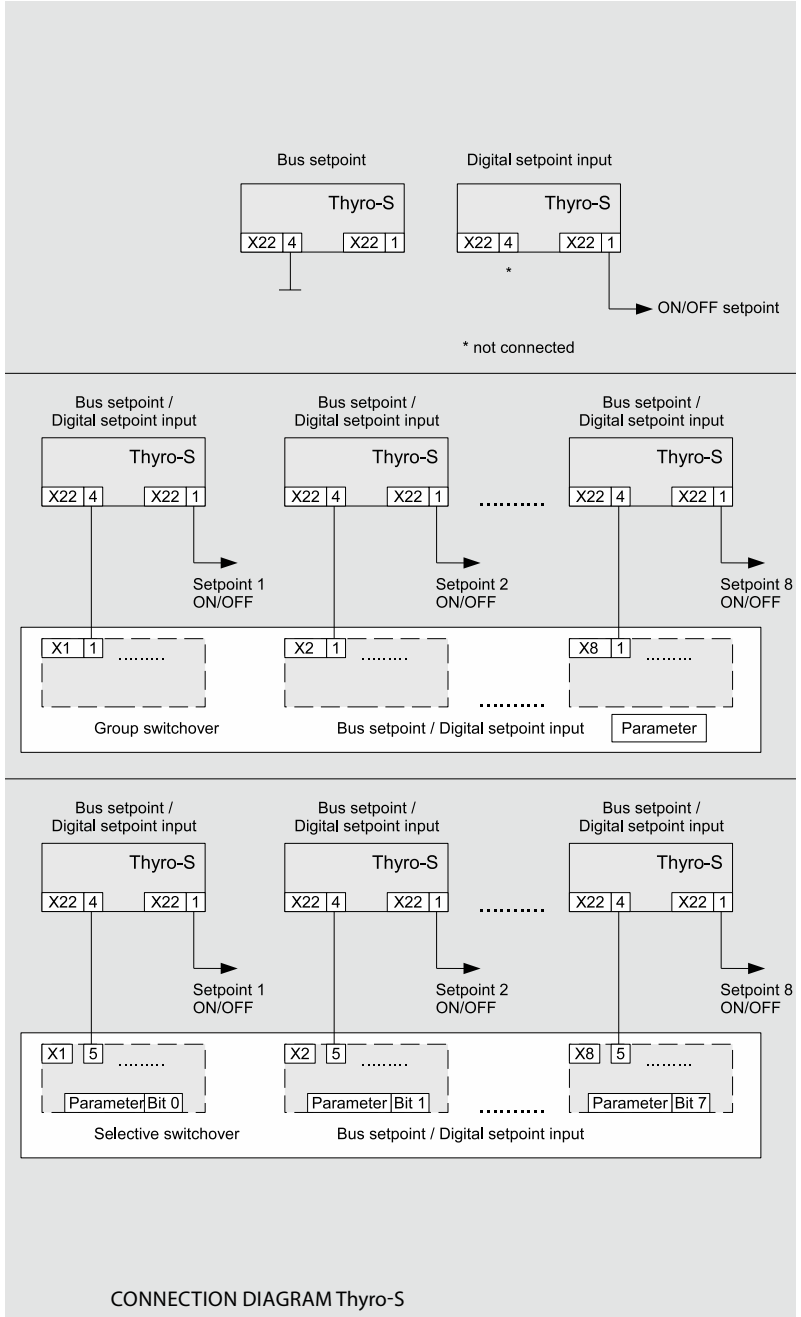 Bus setpoint Digital setpoint input
Thyro-S Thyro-S
X22 4 X22 1 X22 4 X22 1
*
ON/OFF setpoint
* not connected
Bus setpoint / Bus setpoint / Bus setpoint /
Digital setpoint input Digital setpoint input Digital setpoint input
Thyro-S Thyro-S Thyro-S
X22 4 X22 1 X22 4 X22 1 .......... X22 4 X22 1
Setpoint 1 Setpoint 2 Setpoint 8
ON/OFF ON/OFF ON/OFF
X1 1 ......... X2 1 ......... X8 1 .........
..........
Group switchover Bus setpoint / Digital setpoint input Parameter
Bus setpoint / Bus setpoint / Bus setpoint /
Digital setpoint input Digital setpoint input Digital setpoint input
Thyro-S Thyro-S Thyro-S
X22 4 X22 1 X22 4 X22 1 .......... X22 4 X22 1
Setpoint 1 Setpoint 2 Setpoint 8
ON/OFF ON/OFF ON/OFF
X1 5 ......... X2 5 ......... X8 5 .........
Parameter Bit 0 Parameter Bit 1 .......... Parameter Bit 7
Selective switchover Bus setpoint / Digital setpoint input
CONNECTION DIAGRAM Thyro-S